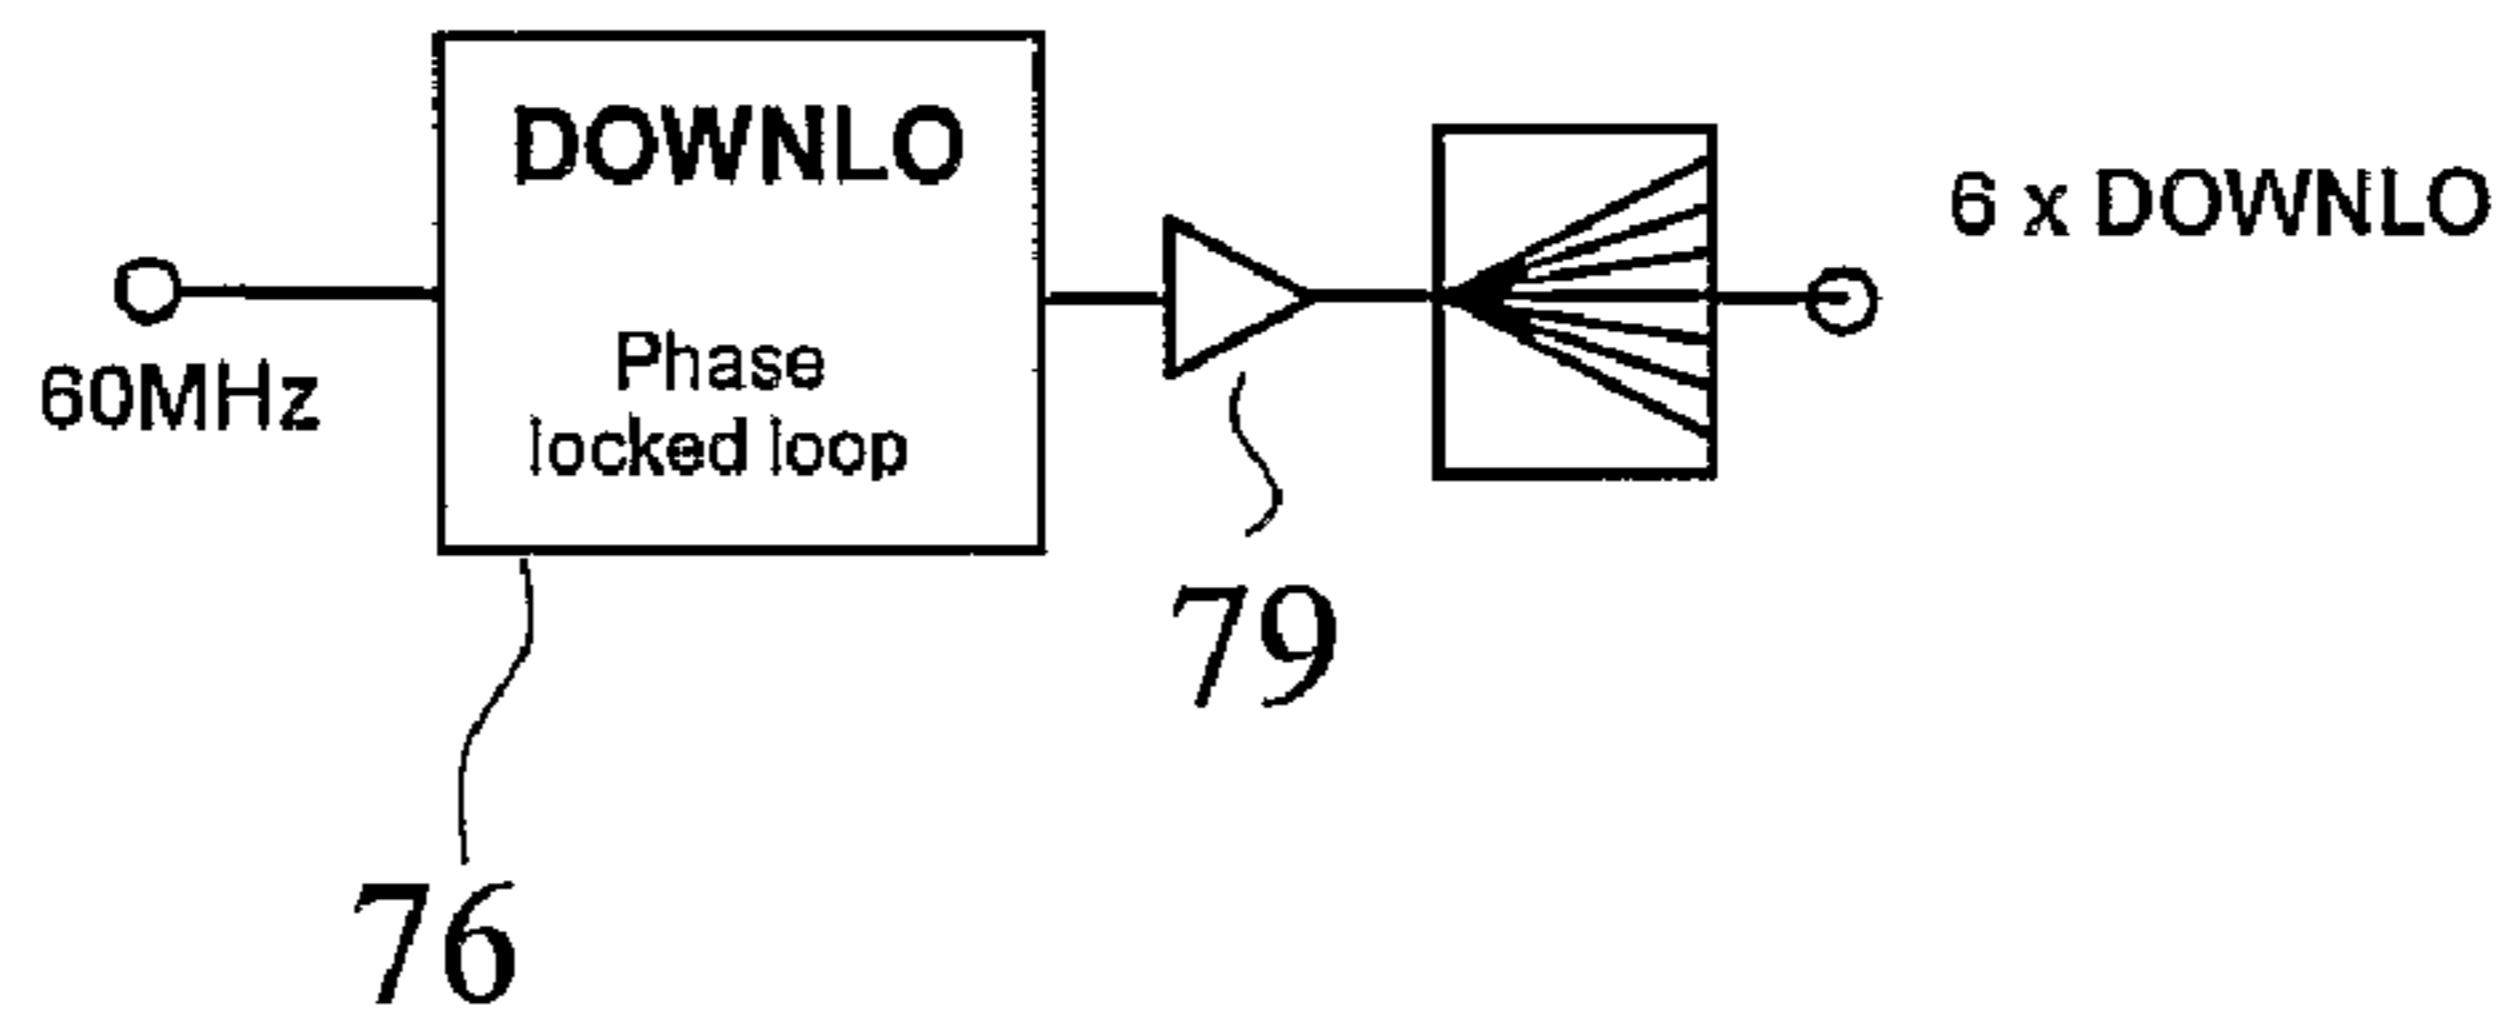 DOWNLO
6 x DOWNLO
60MHz
Phase
locked loop
79
76